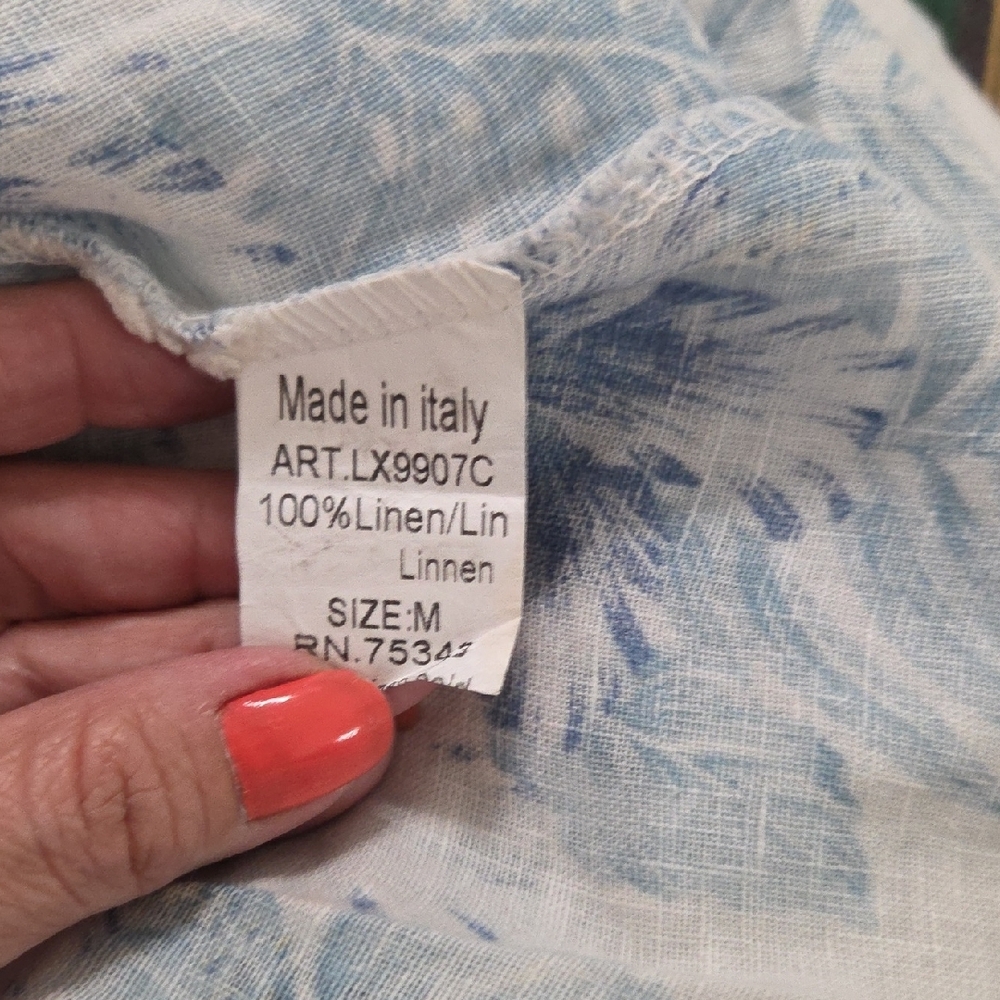 Made in italy
ART.LX9907C
100%Linen/Lin
Linnen
SIZE:M